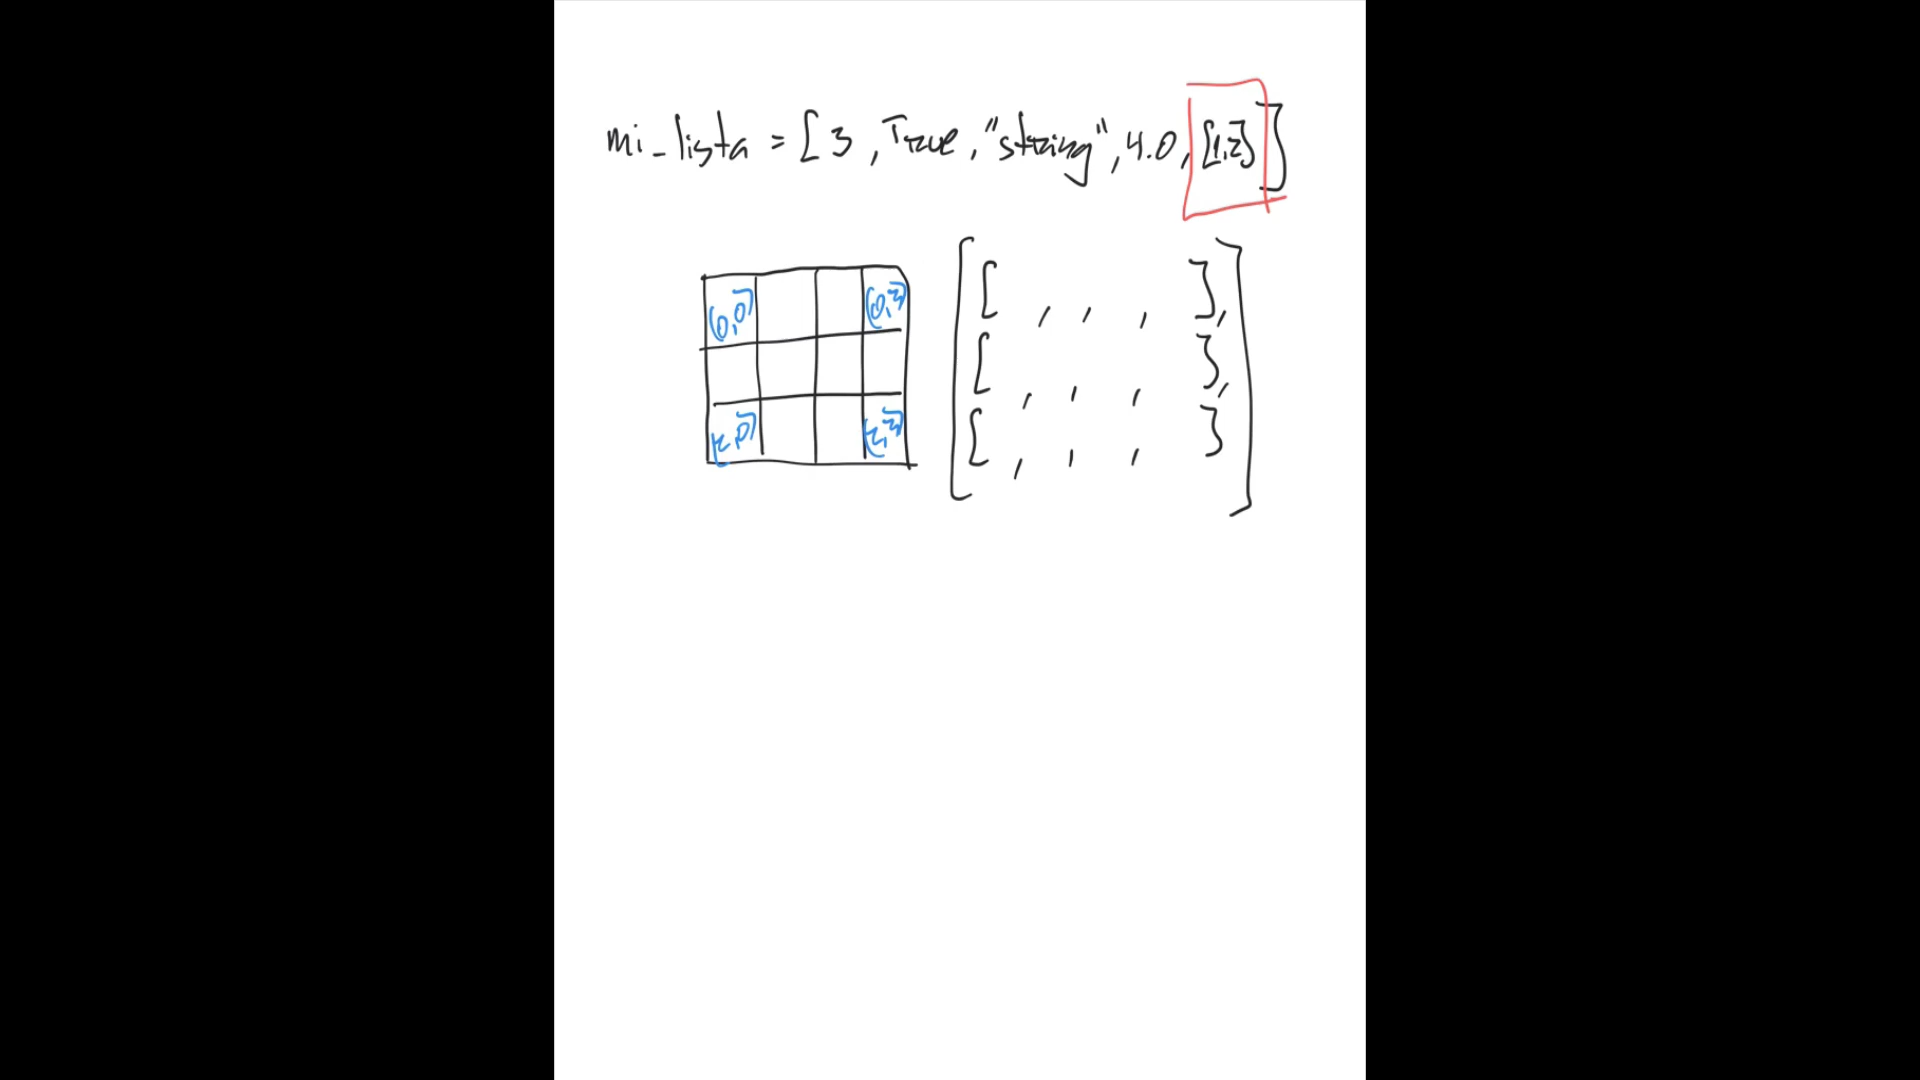 mi_lista = [3, True, "string", 4.0, [1,2]]
(0,0) (0,3)
(2,0) (2,3)
[[ , , , ],
[ , , , ],
[ , , , ]]